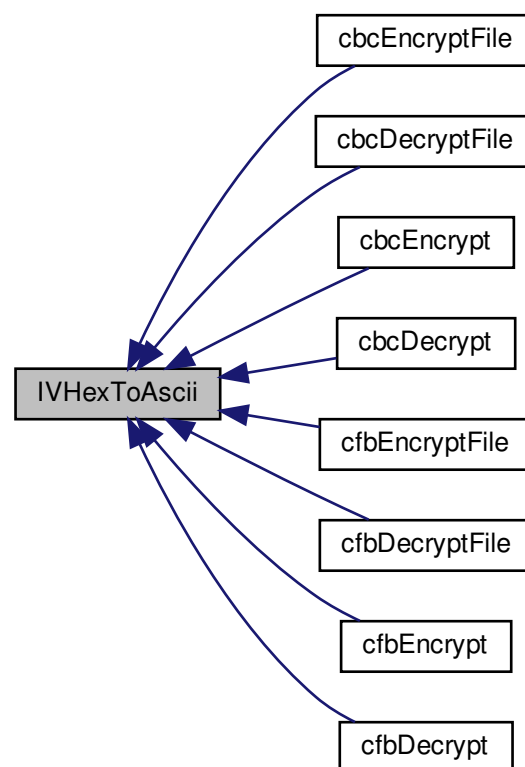 cbcEncryptFile
cbcDecryptFile
cbcEncrypt
cbcDecrypt
IVHexToAscii
cfbEncryptFile
cfbDecryptFile
cfbEncrypt
cfbDecrypt